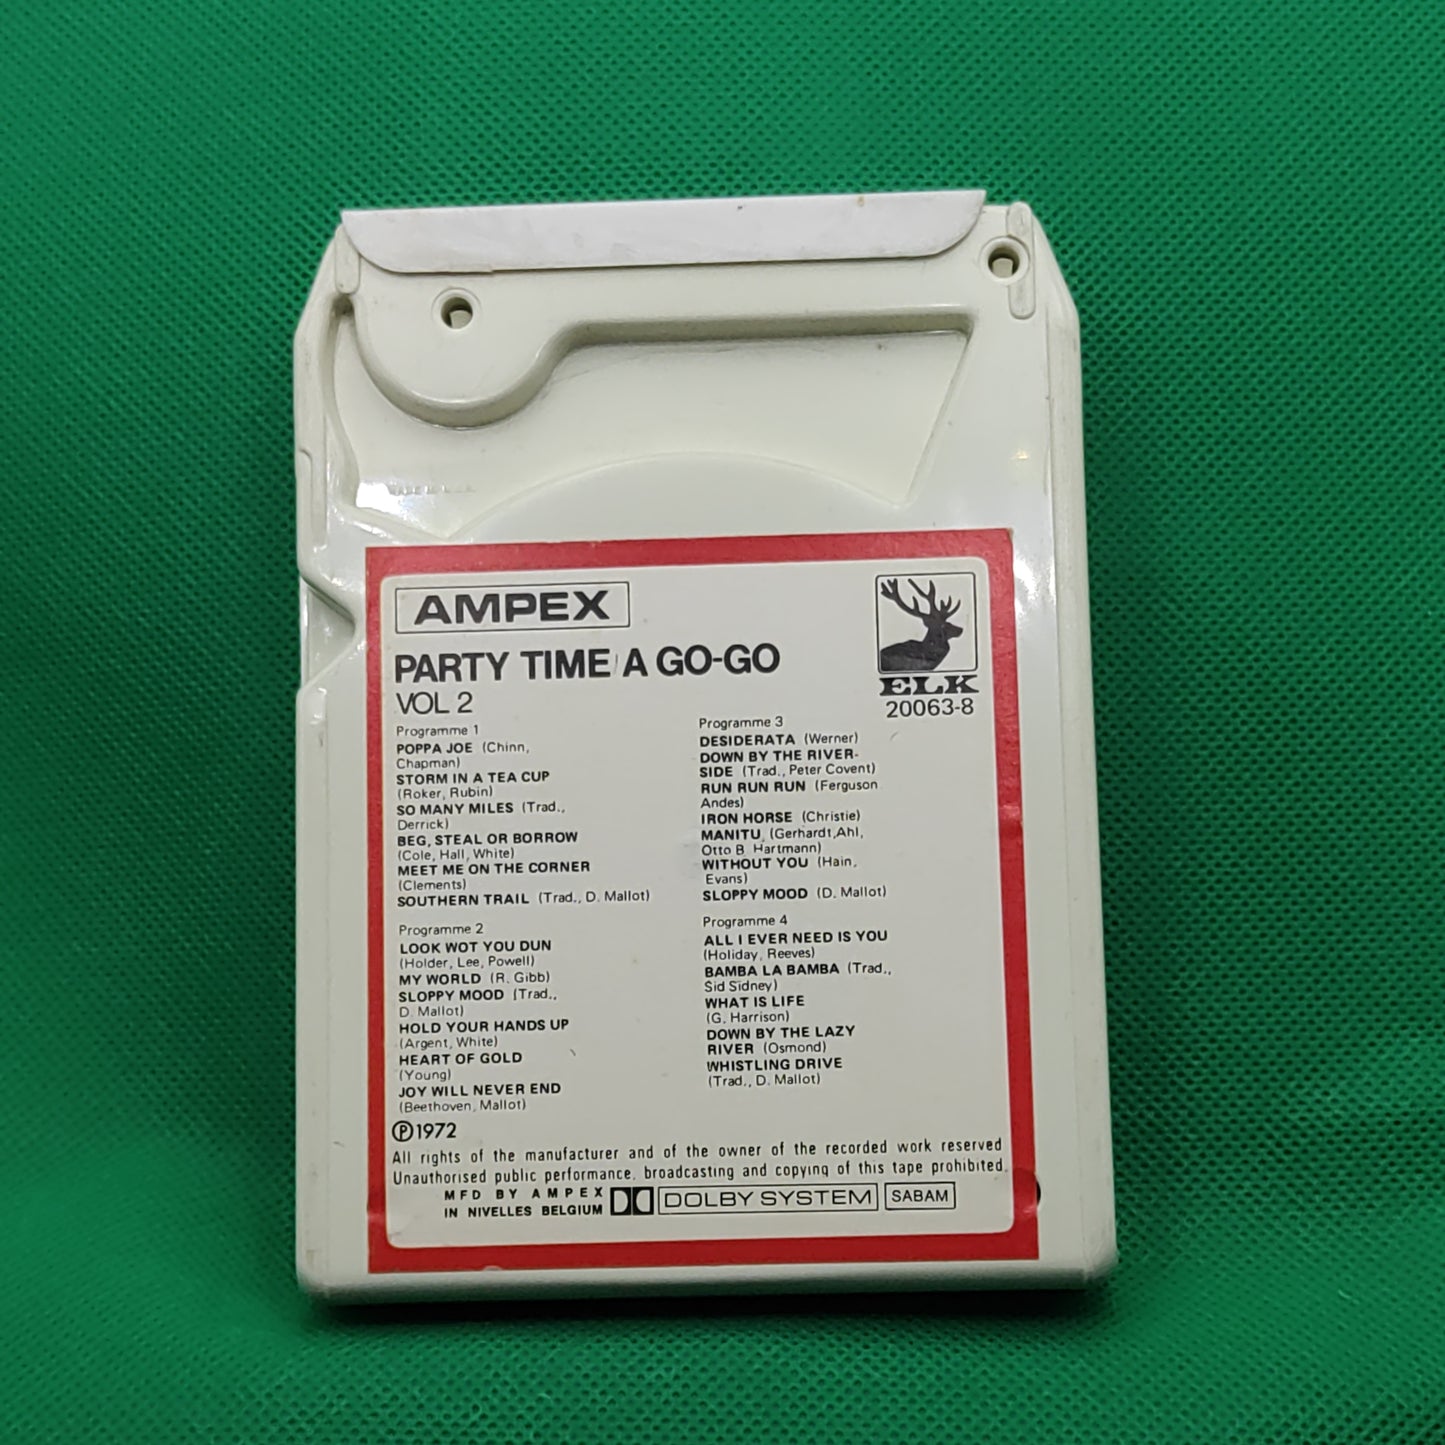 AMPEX
PARTY TIME A GO-GO
VOL 2
ELK
20063-8
Programme 1
POPPA JOE (Chinn,
Chapman)
STORM IN A TEA CUP
(Roker, Rubin)
SO MANY MILES (Trad.,
Derrick)
BEG, STEAL OR BORROW
(Cole, Hall, White)
MEET ME ON THE CORNER
(Clements)
SOUTHERN TRAIL (Trad., D. Mallot)
Programme 2
LOOK WOT YOU DUN
(Holder, Lee, Powell)
MY WORLD (R. Gibb)
SLOPPY MOOD (Trad.,
D. Mallot)
HOLD YOUR HANDS UP
(Argent, White)
HEART OF GOLD
(Young)
JOY WILL NEVER END
(Beethoven, Mallot)
Programme 3
DESIDERATA (Werner)
DOWN BY THE RIVER-
SIDE (Trad., Peter Covent)
RUN RUN RUN (Ferguson
Andes)
IRON HORSE (Christie)
MANITU, (Gerhardt,Ahl,
Otto B. Hartmann)
WITHOUT YOU (Hain,
Evans)
SLOPPY MOOD (D. Mallot)
Programme 4
ALL I EVER NEED IS YOU
(Holiday, Reeves)
BAMBA LA BAMBA (Trad.,
Sid Sidney)
WHAT IS LIFE
(G. Harrison)
DOWN BY THE LAZY
RIVER (Osmond)
WHISTLING DRIVE
(Trad., D. Mallot)
℗1972
All rights of the manufacturer and of the owner of the recorded work reserved
Unauthorised public performance, broadcasting and copying of this tape prohibited.
MFD BY AMPEX
IN NIVELLES BELGIUM
DOLBY SYSTEM
SABAM